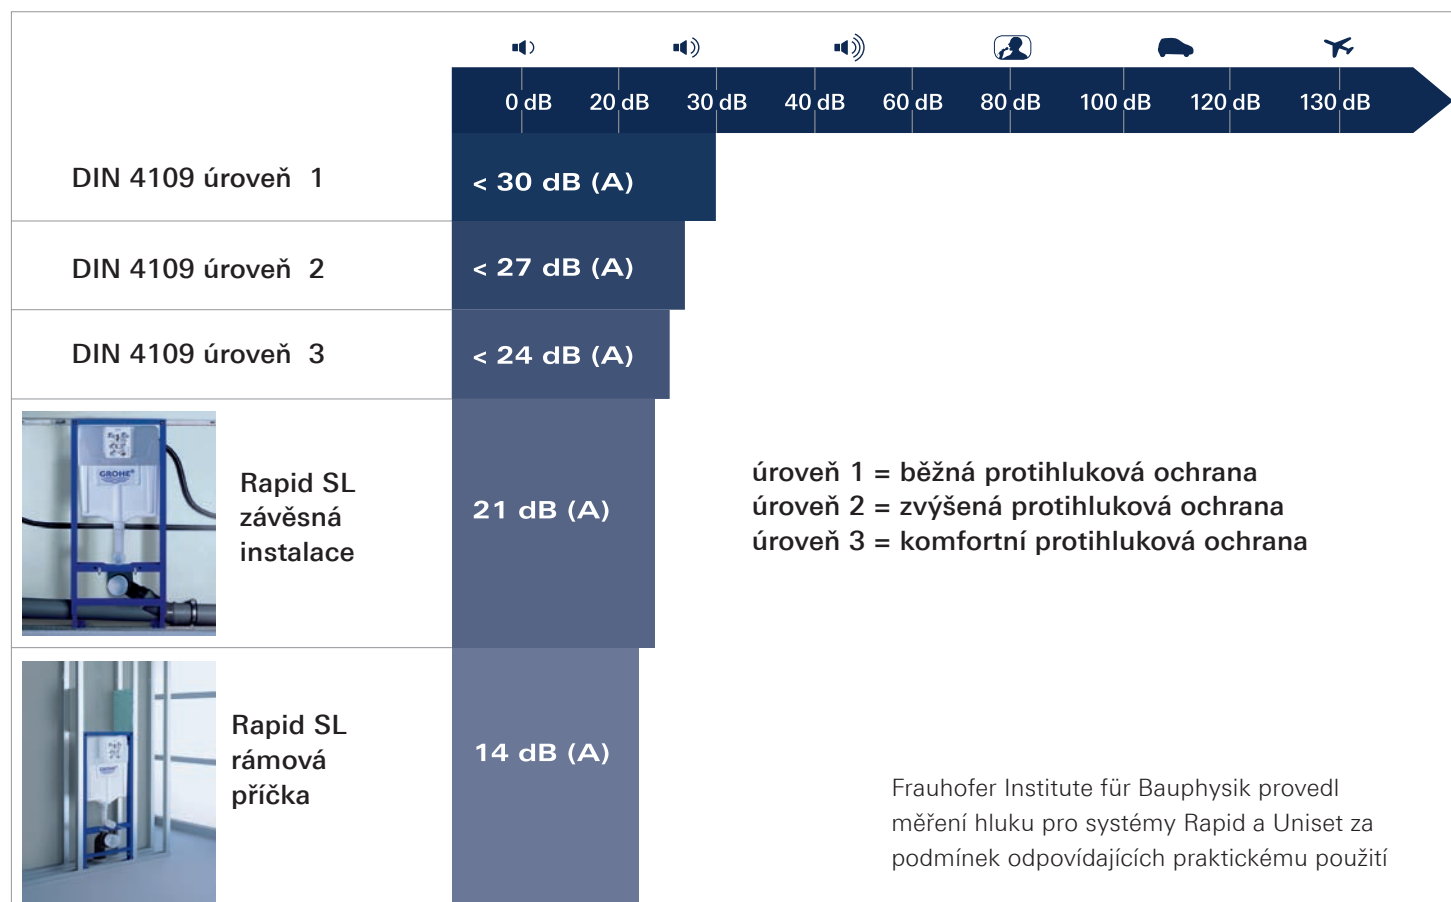 0 dB 20 dB 30 dB 40 dB 60 dB 80 dB 100 dB 120 dB 130 dB
DIN 4109 úroveň 1
< 30 dB (A)
DIN 4109 úroveň 2
< 27 dB (A)
DIN 4109 úroveň 3
< 24 dB (A)
GROHE
Rapid SL
závěsná
instalace
21 dB (A)
úroveň 1 = běžná protihluková ochrana
úroveň 2 = zvýšená protihluková ochrana
úroveň 3 = komfortní protihluková ochrana
GROHE
Rapid SL
rámová
příčka
14 dB (A)
Frauhofer Institute für Bauphysik provedl
měření hluku pro systémy Rapid a Uniset za
podmínek odpovídajících praktickému použití